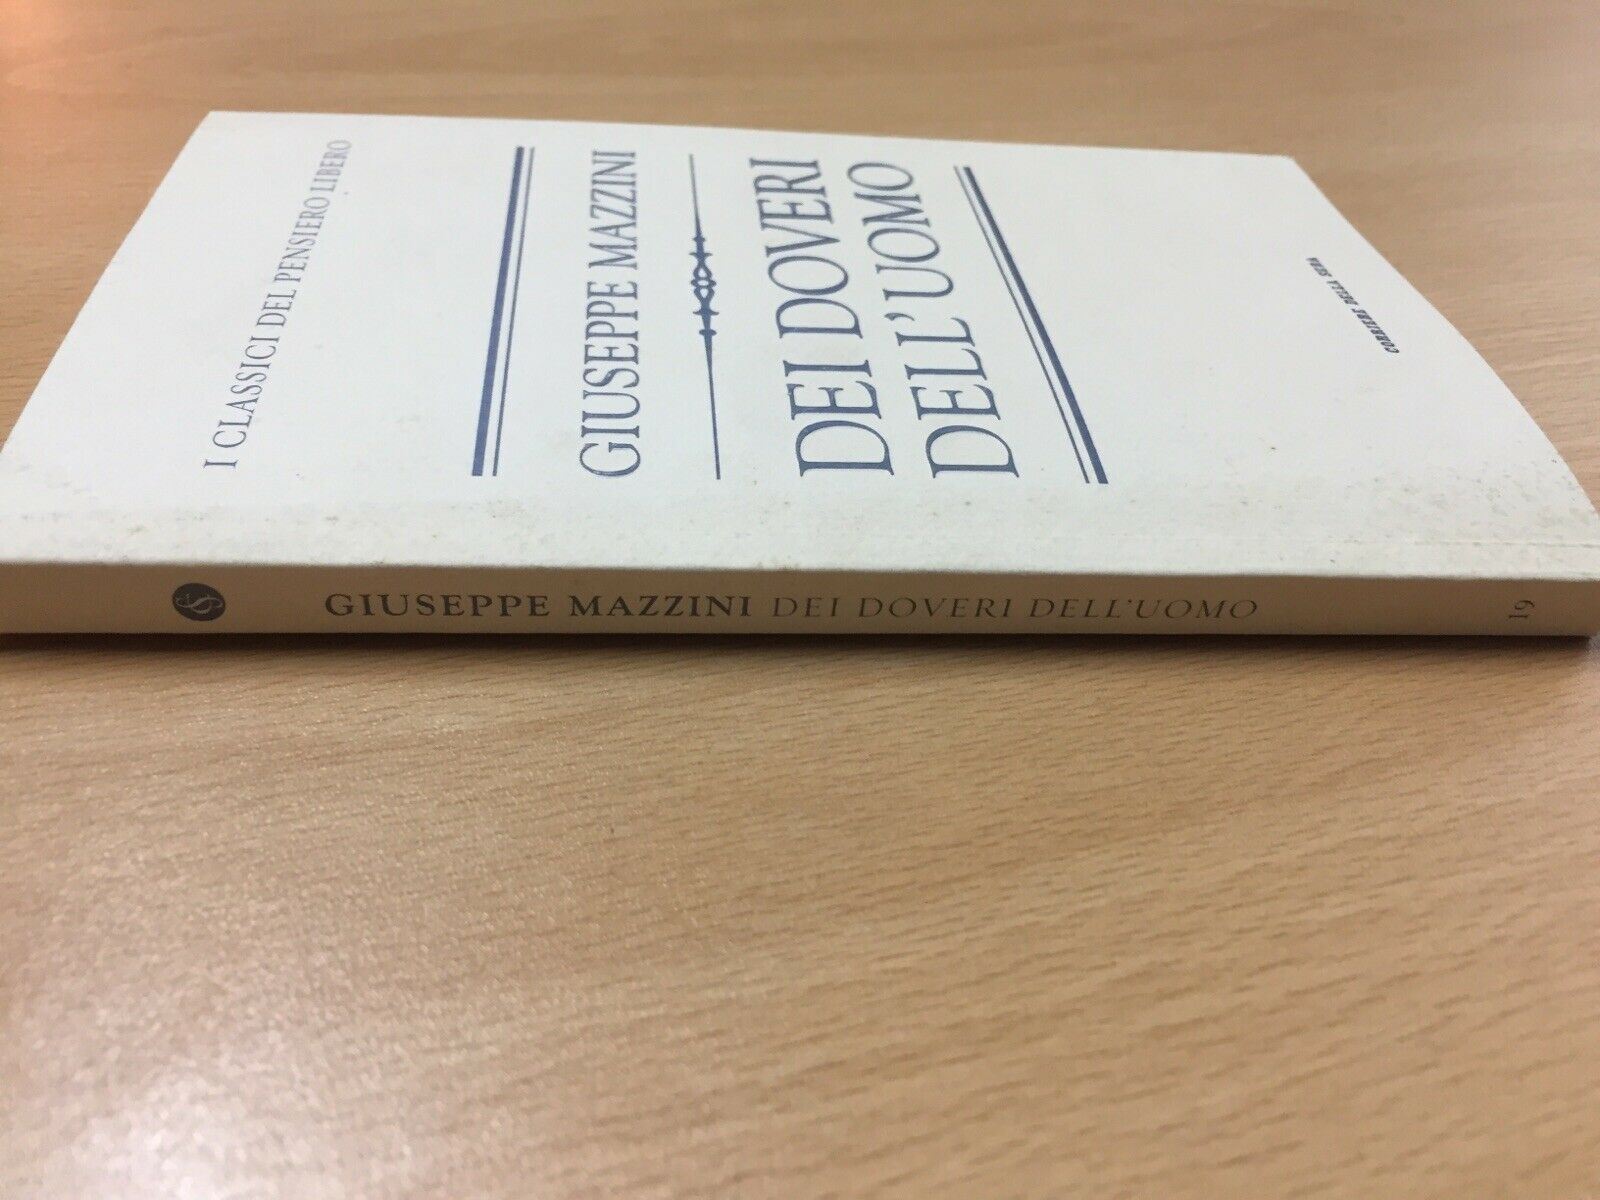 I CLASSICI DEL PENSIERO LIBERO
GIUSEPPE MAZZINI
DEI DOVERI
DELL'UOMO
CORRIERE DELLA SERA
GIUSEPPE MAZZINI DEI DOVERI DELL'UOMO
19